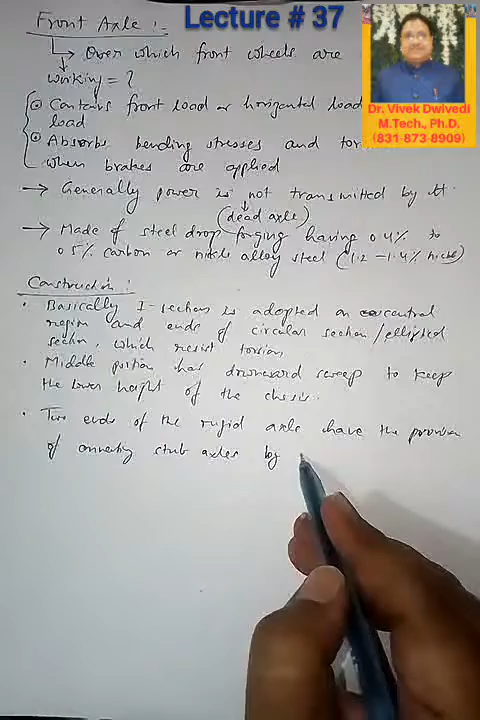 Lecture # 37
Front Axle :-
→ Over which front wheels are
working = ?
Dr. Vivek Dwivedi
M.Tech., Ph.D.
(831-873-8909)
Contains front load or horizontal load
load
Absorbs bending stresses and tor
when brakes are applied
→ Generally power is not transmitted by it.
(dead axle)
→ Made of steel drop forging having 0.4% to
0.5% carbon or nickle alloy steel (1.2 - 1.4% nickel)
Construction :
• Basically I-section is adopted on central
region and ends of circular section/elliptical
section, which resist torsion
• Middle portion has downward sweep to keep
the lower height of the chassis.
• Two ends of the rigid axle have the provision
of connecting stub axles by